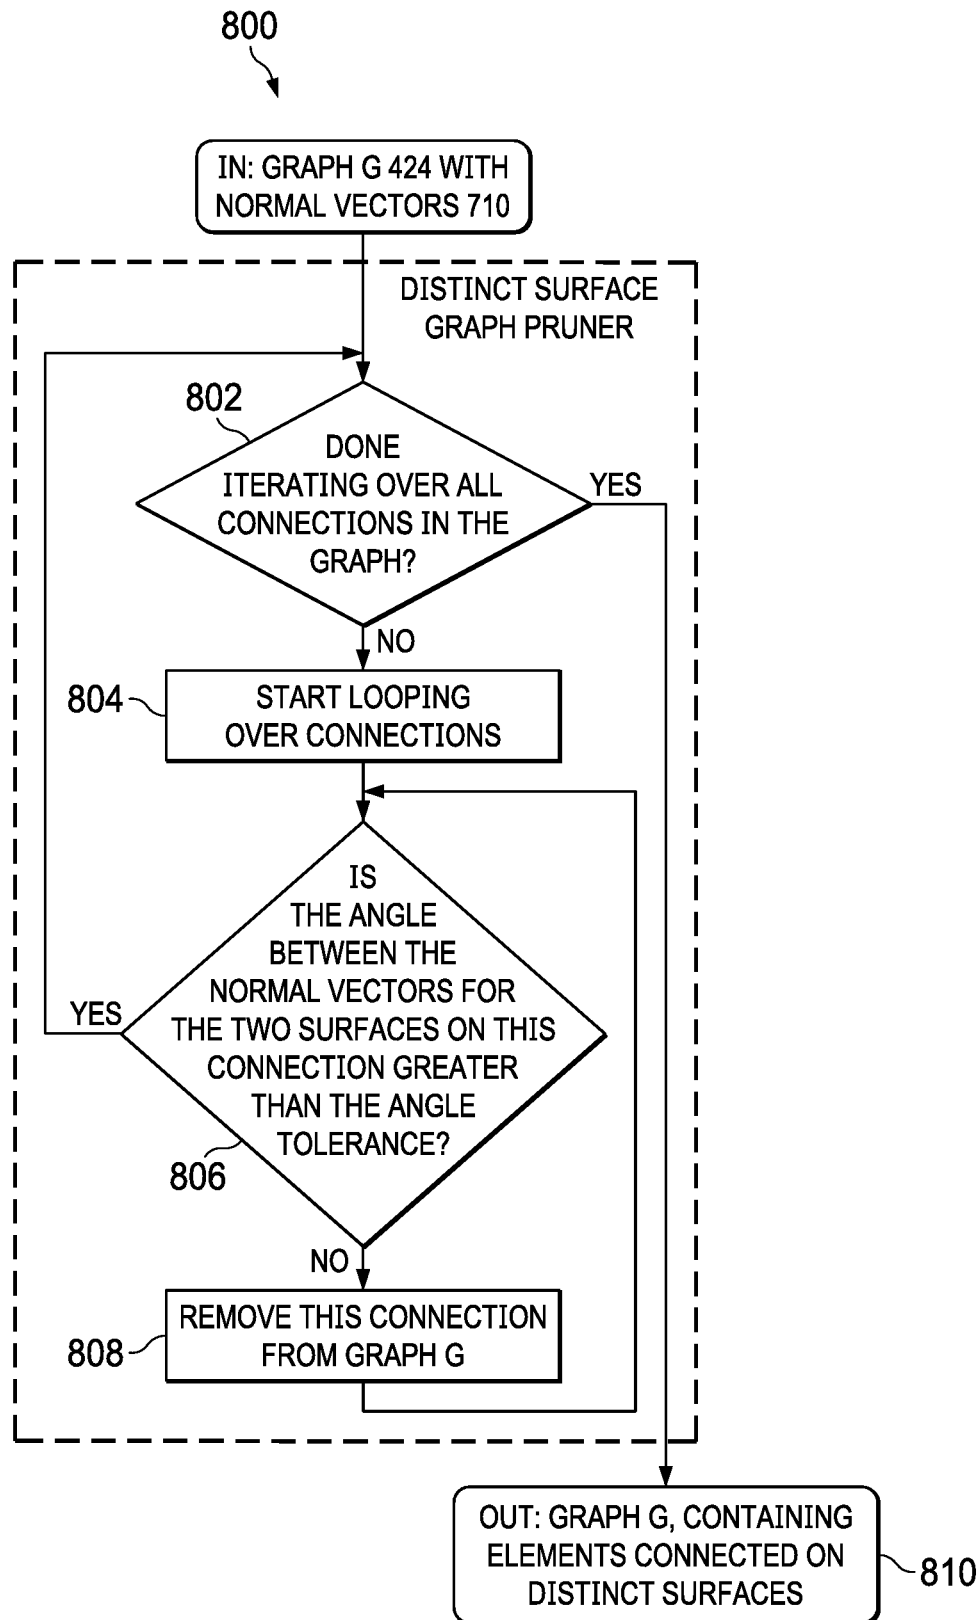 800
IN: GRAPH G 424 WITH
NORMAL VECTORS 710
DISTINCT SURFACE
GRAPH PRUNER
802
DONE
ITERATING OVER ALL
CONNECTIONS IN THE
GRAPH?
YES
NO
804
START LOOPING
OVER CONNECTIONS
IS
THE ANGLE
BETWEEN THE
NORMAL VECTORS FOR
THE TWO SURFACES ON THIS
CONNECTION GREATER
THAN THE ANGLE
TOLERANCE?
YES
806
NO
808
REMOVE THIS CONNECTION
FROM GRAPH G
OUT: GRAPH G, CONTAINING
ELEMENTS CONNECTED ON
DISTINCT SURFACES
810